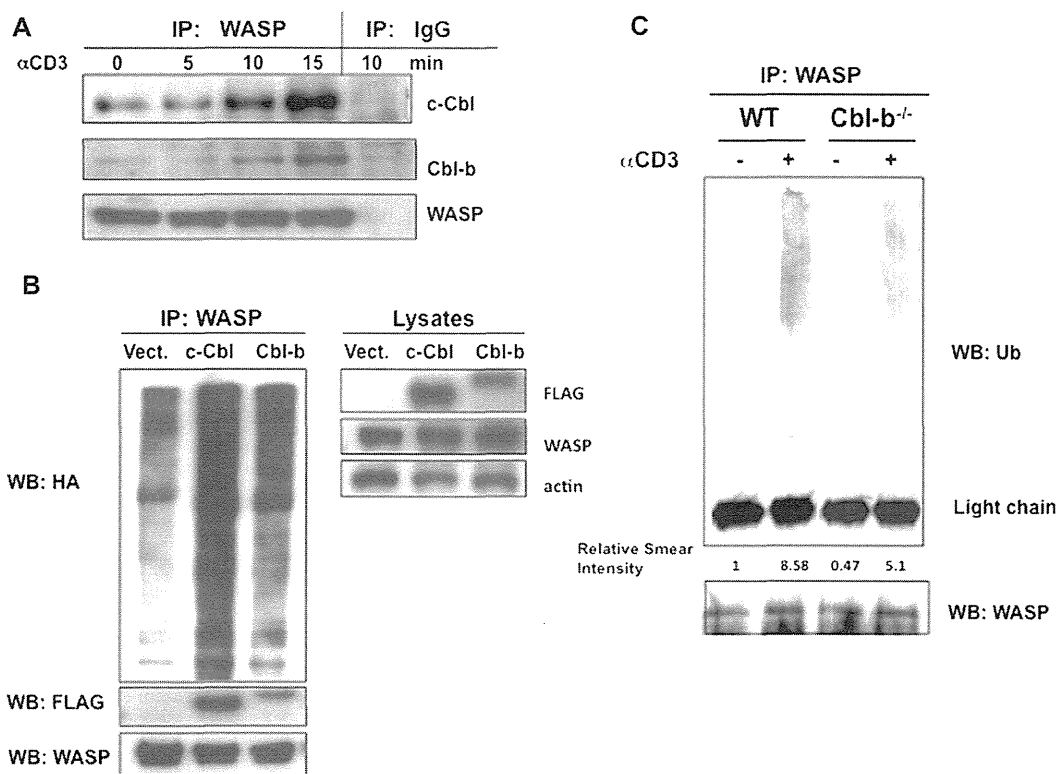 A
IP: WASP IP: IgG
αCD3 0 5 10 15 10 min
c-Cbl
Cbl-b
WASP
B
IP: WASP
Vect. c-Cbl Cbl-b
WB: HA
WB: FLAG
WB: WASP
Lysates
Vect. c-Cbl Cbl-b
FLAG
WASP
actin
C
IP: WASP
WT Cbl-b-/-
αCD3 - + - +
WB: Ub
Light chain
Relative Smear
Intensity 1 8.58 0.47 5.1
WB: WASP